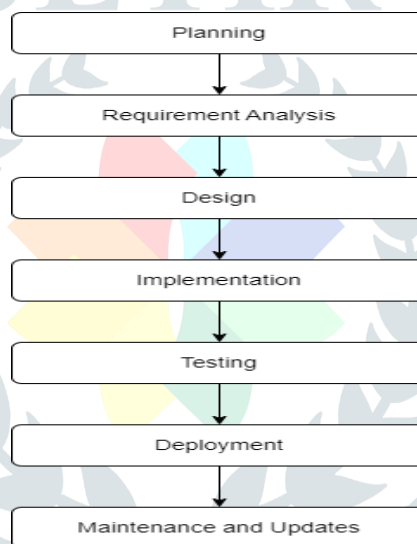 Planning
Requirement Analysis
Design
Implementation
Testing
Deployment
Maintenance and Updates